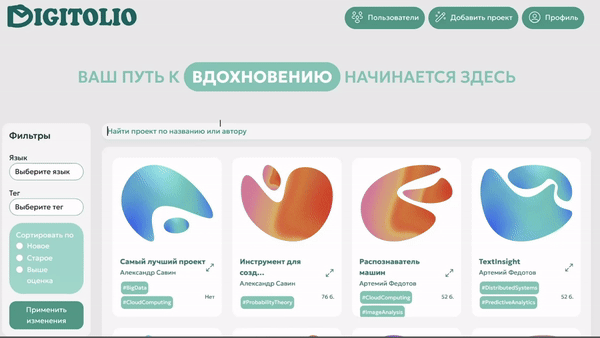 DIGITOLIO
Пользователи
Добавить проект
Профиль
ВАШ ПУТЬ К ВДОХНОВЕНИЮ НАЧИНАЕТСЯ ЗДЕСЬ
Фильтры
Язык
Выберите язык
Тег
Выберите тег
Сортировать по
Новое
Старое
Выше
оценка
Применить
изменения
Найти проект по названию или автору
Самый лучший проект
Александр Савин
#BigData
#CloudComputing
Нет
Инструмент для
созд...
Александр Савин
#ProbabilityTheory
76 б.
Распознаватель
машин
Артемий Федотов
#CloudComputing
#ImageAnalysis
52 б.
TextInsight
Артемий Федотов
#DistributedSystems
#PredictiveAnalytics
52 б.